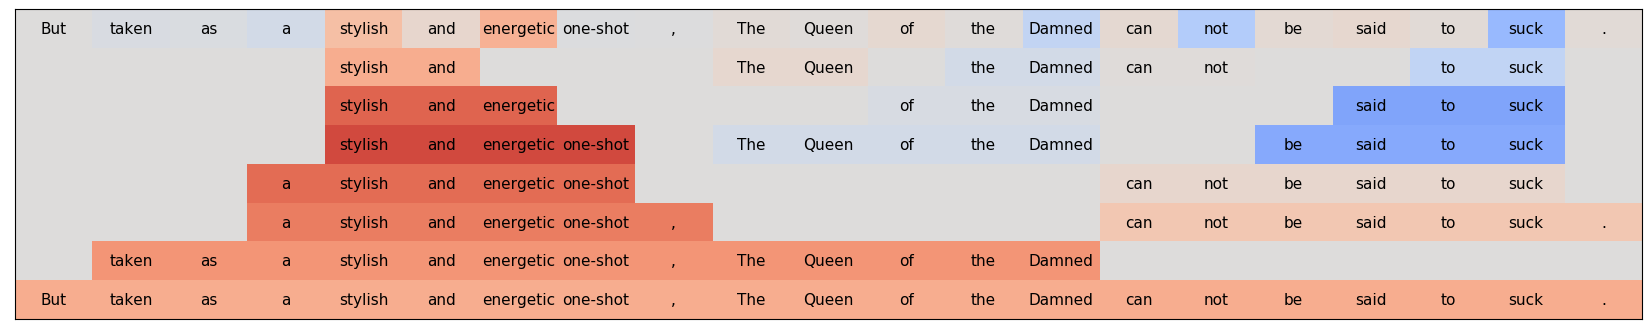 But taken as a stylish and energetic one-shot , The Queen of the Damned can not be said to suck .
stylish and The Queen the Damned can not to suck
stylish and energetic of the Damned said to suck
stylish and energetic one-shot The Queen of the Damned be said to suck
a stylish and energetic one-shot can not be said to suck
a stylish and energetic one-shot , can not be said to suck .
taken as a stylish and energetic one-shot , The Queen of the Damned
But taken as a stylish and energetic one-shot , The Queen of the Damned can not be said to suck .